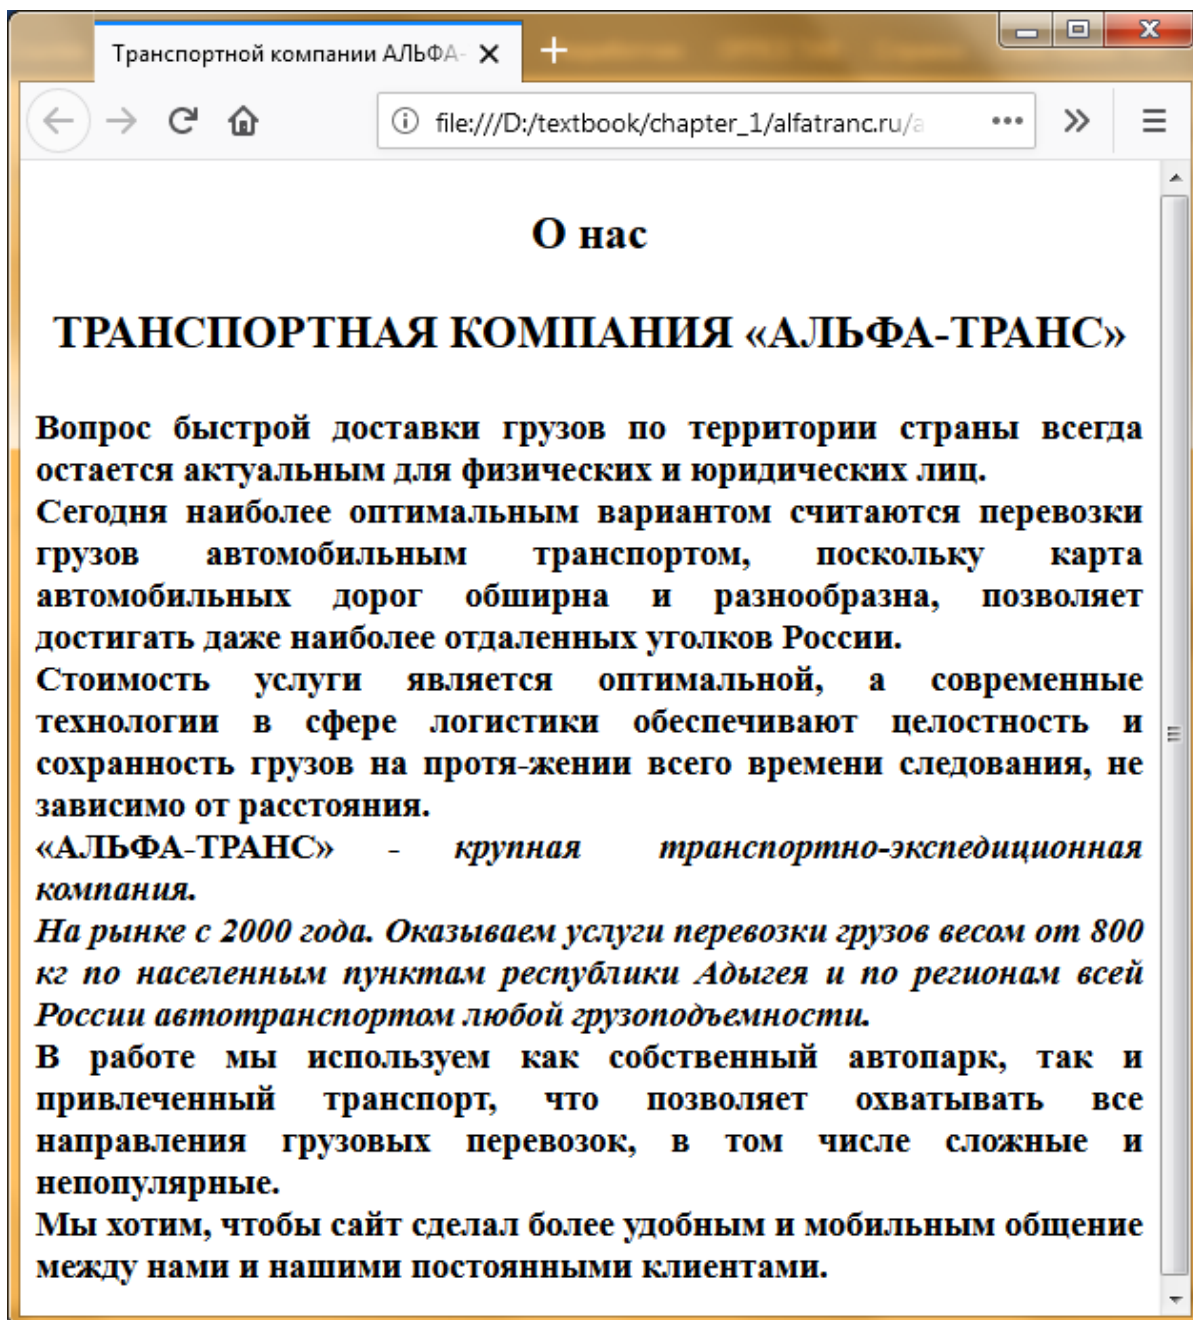 Транспортной компании АЛЬФА-
file:///D:/textbook/chapter_1/alfatranc.ru/a
О нас
ТРАНСПОРТНАЯ КОМПАНИЯ «АЛЬФА-ТРАНС»
Вопрос быстрой доставки грузов по территории страны всегда
остается актуальным для физических и юридических лиц.
Сегодня наиболее оптимальным вариантом считаются перевозки
грузов автомобильным транспортом, поскольку карта
автомобильных дорог обширна и разнообразна, позволяет
достигать даже наиболее отдаленных уголков России.
Стоимость услуги является оптимальной, а современные
технологии в сфере логистики обеспечивают целостность и
сохранность грузов на протя-жении всего времени следования, не
зависимо от расстояния.
«АЛЬФА-ТРАНС» - крупная транспортно-экспедиционная
компания.
На рынке с 2000 года. Оказываем услуги перевозки грузов весом от 800
кг по населенным пунктам республики Адыгея и по регионам всей
России автотранспортом любой грузоподъемности.
В работе мы используем как собственный автопарк, так и
привлеченный транспорт, что позволяет охватывать все
направления грузовых перевозок, в том числе сложные и
непопулярные.
Мы хотим, чтобы сайт сделал более удобным и мобильным общение
между нами и нашими постоянными клиентами.